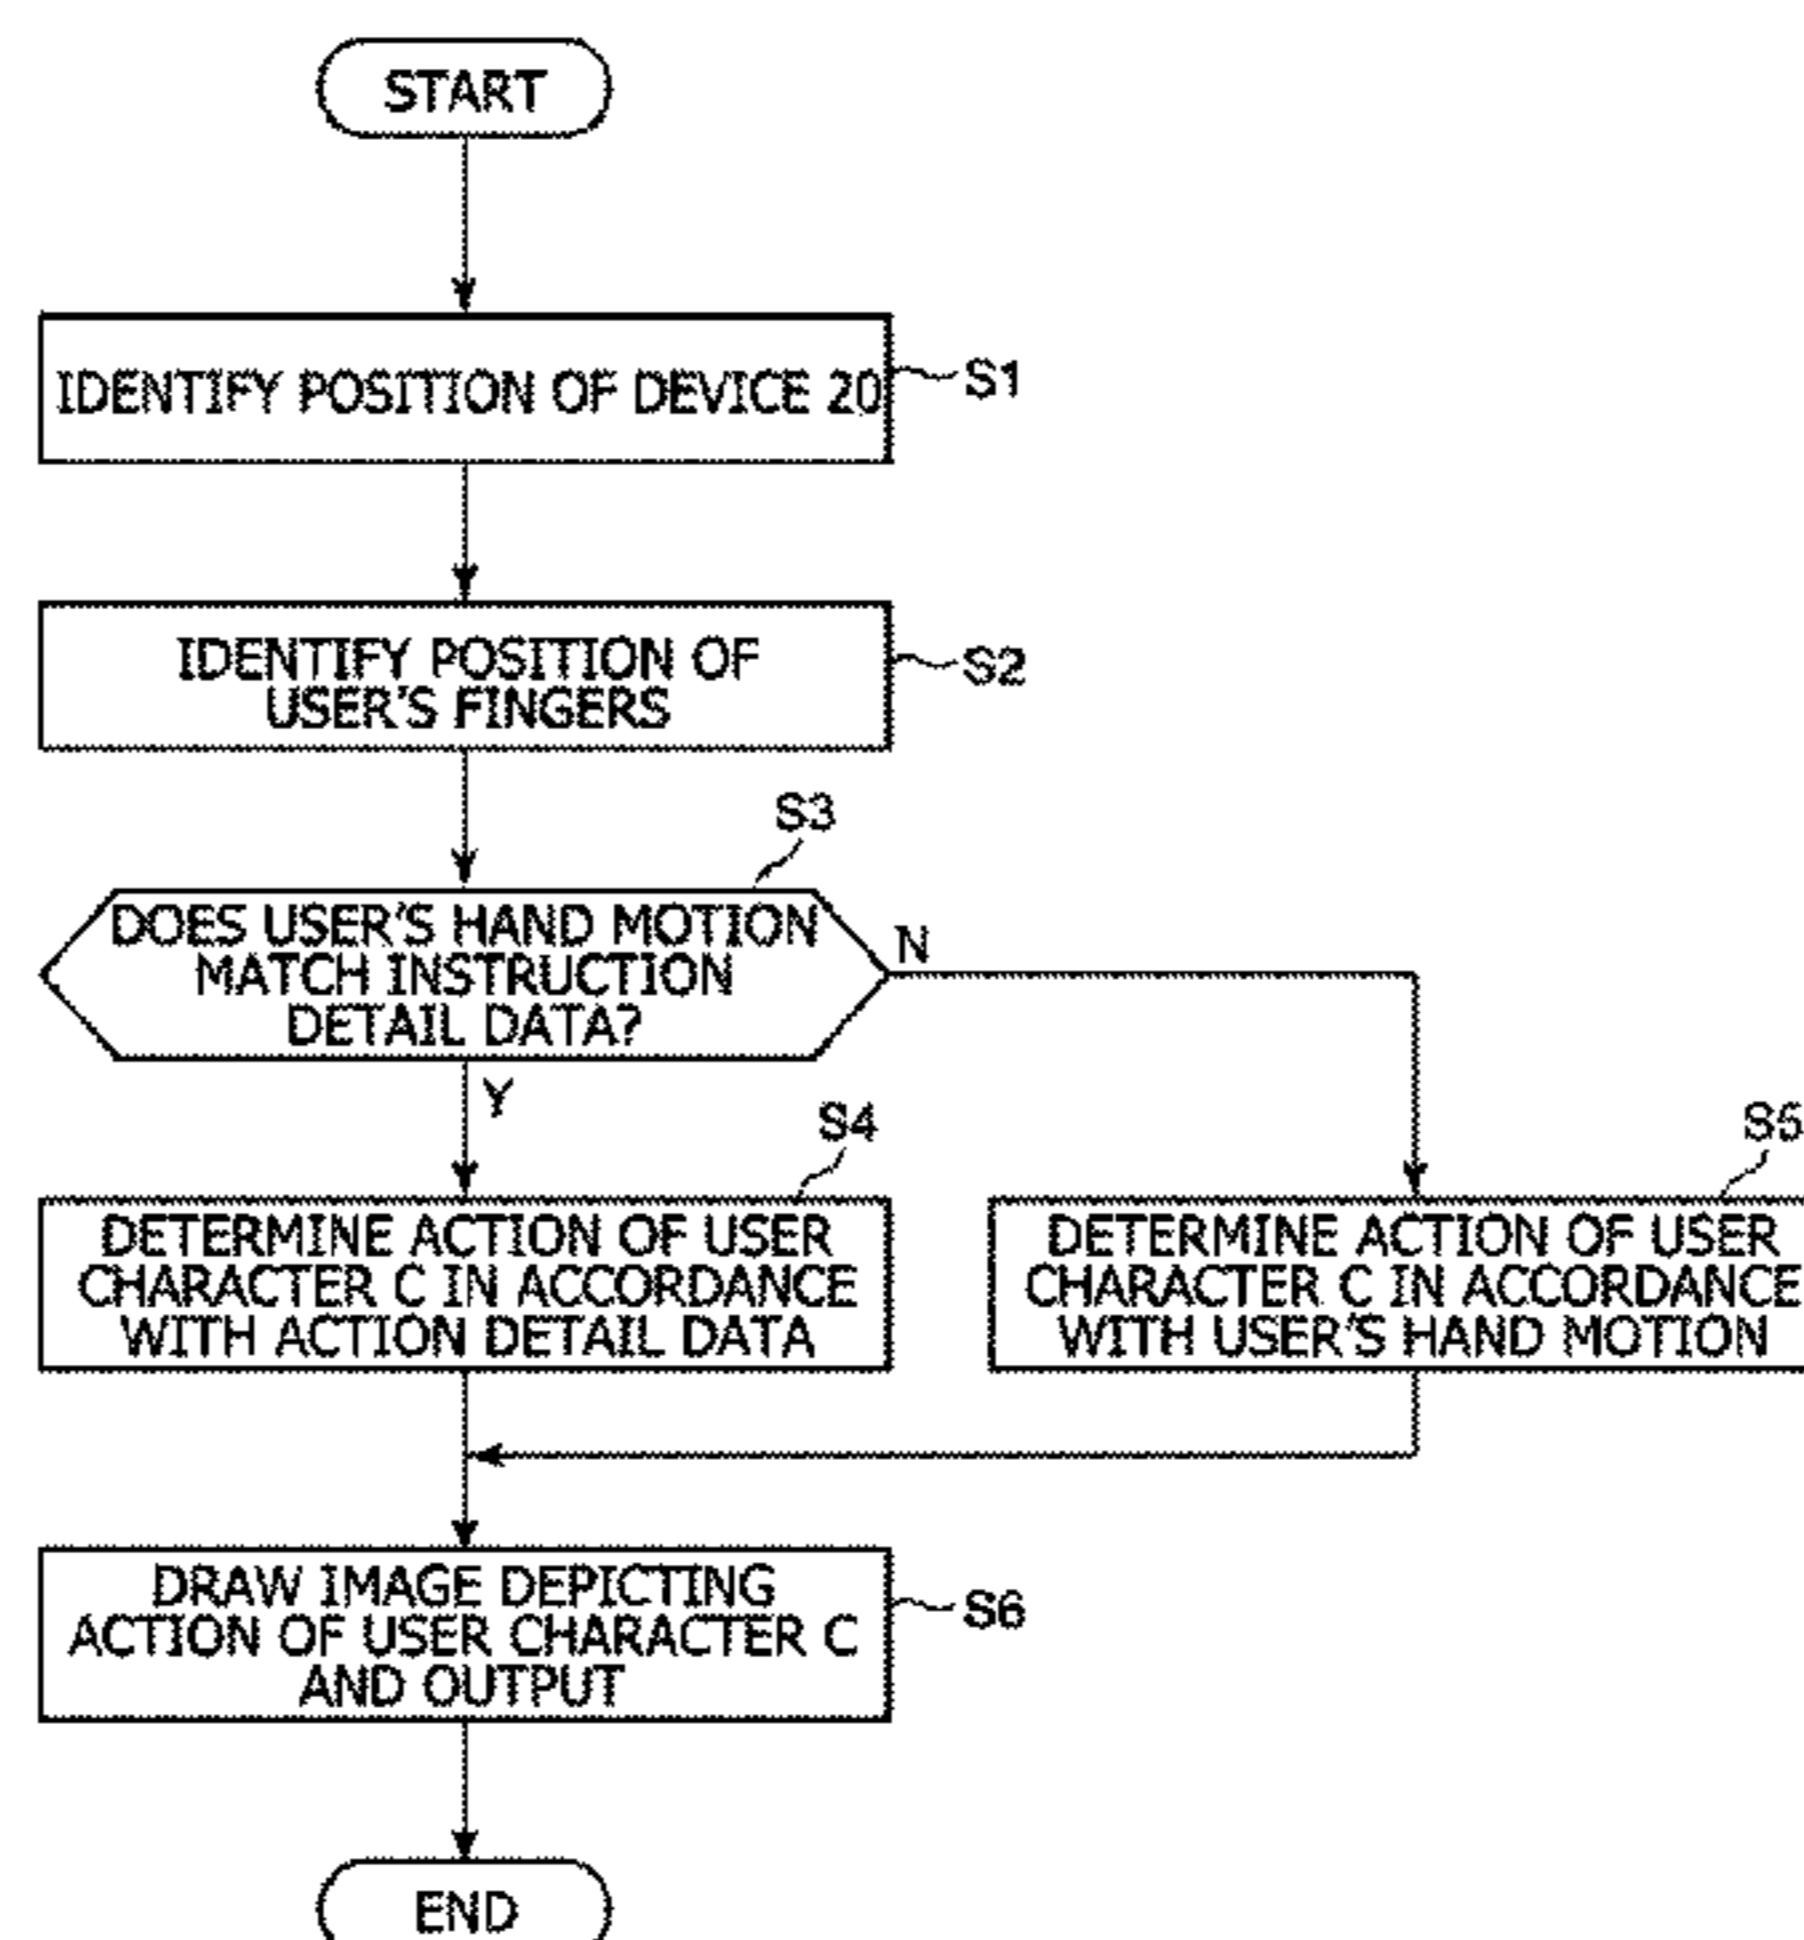 START
IDENTIFY POSITION OF DEVICE 20
S1
IDENTIFY POSITION OF
USER'S FINGERS
S2
S3
DOES USER'S HAND MOTION
MATCH INSTRUCTION
DETAIL DATA?
N
Y
S4
DETERMINE ACTION OF USER
CHARACTER C IN ACCORDANCE
WITH ACTION DETAIL DATA
S5
DETERMINE ACTION OF USER
CHARACTER C IN ACCORDANCE
WITH USER'S HAND MOTION
DRAW IMAGE DEPICTING
ACTION OF USER CHARACTER C
AND OUTPUT
S6
END